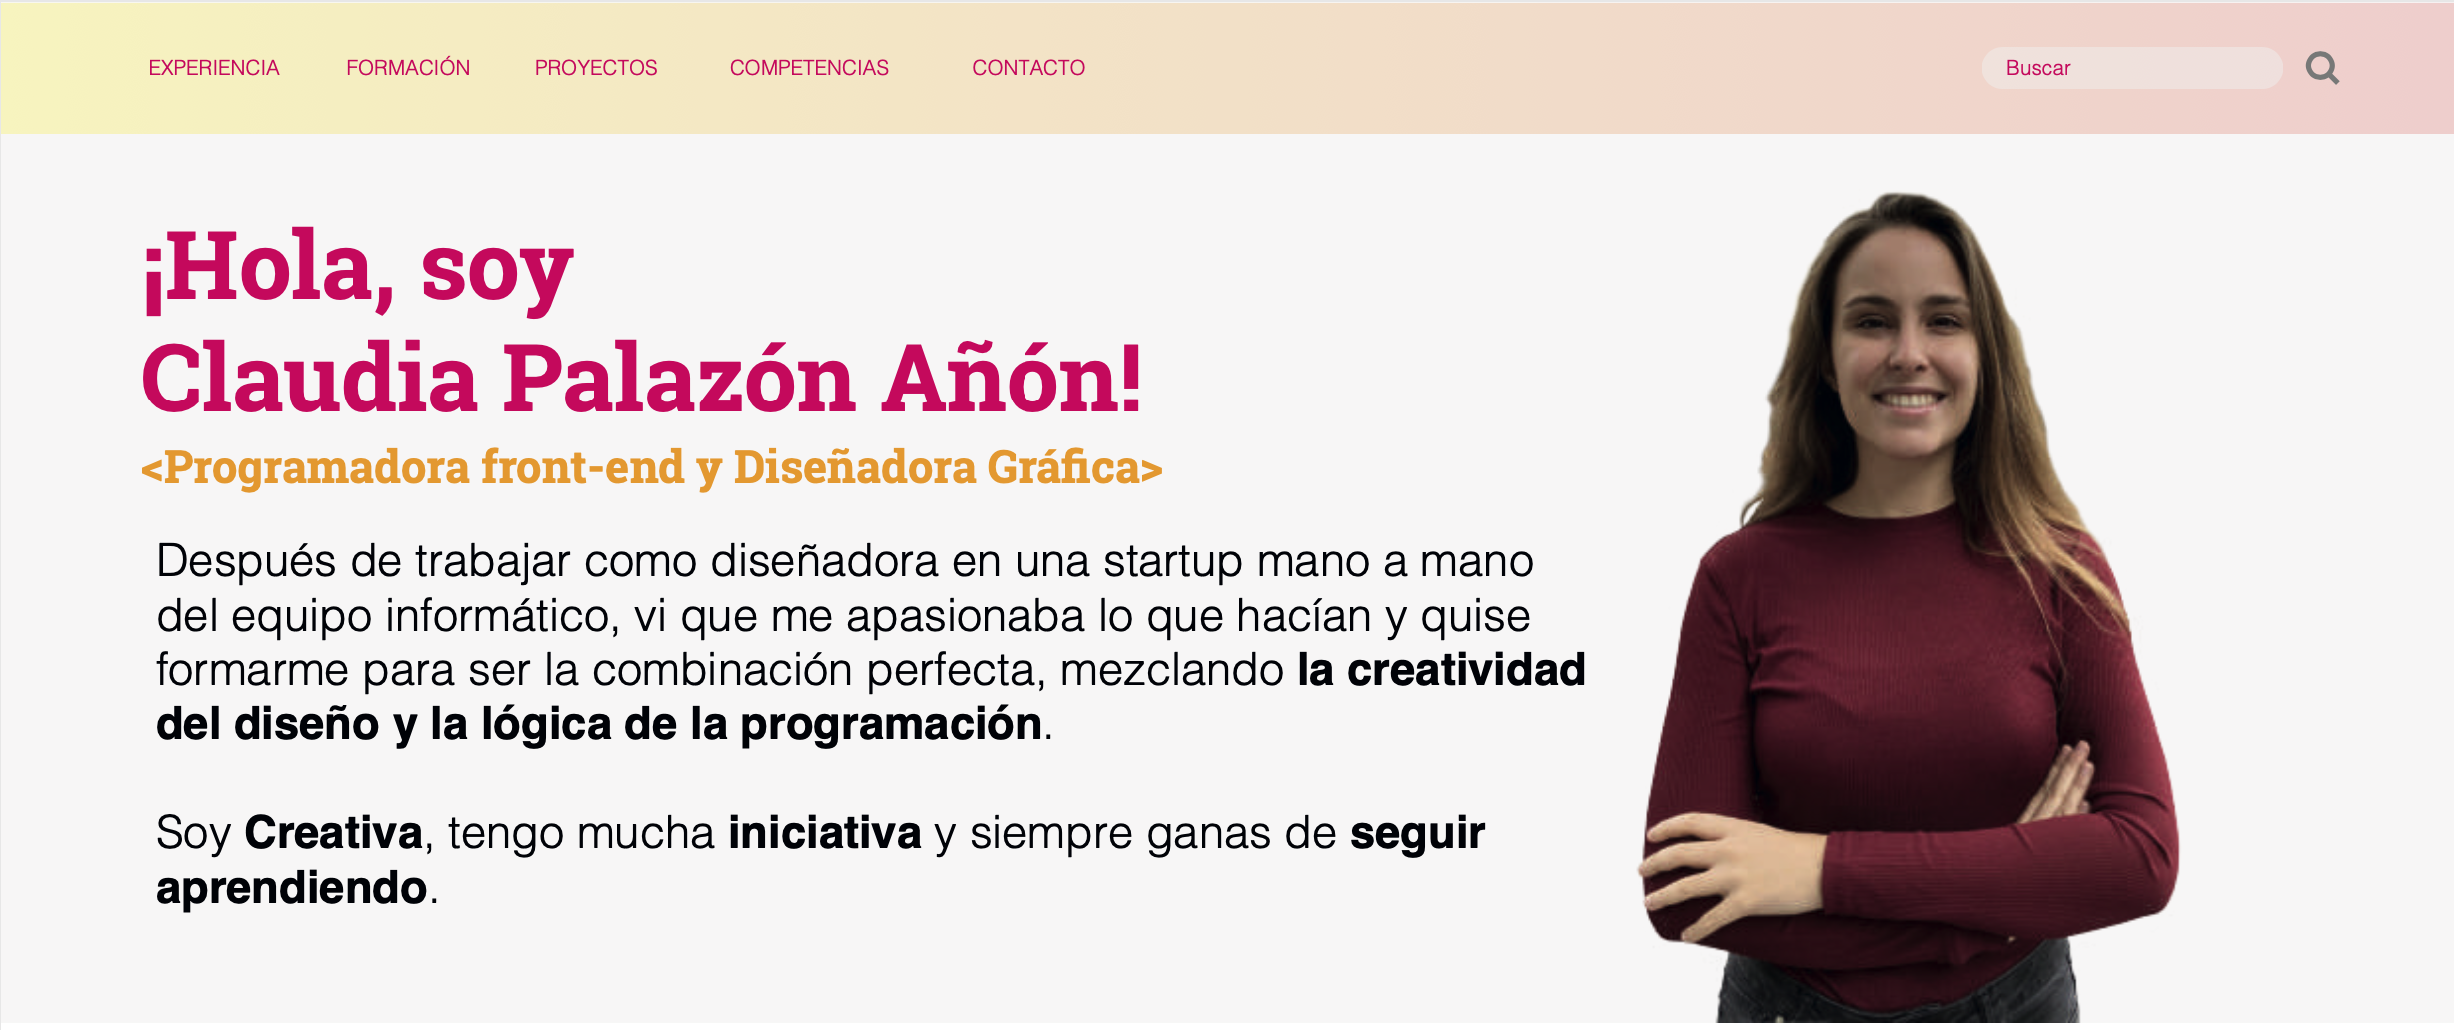 EXPERIENCIA FORMACIÓN PROYECTOS COMPETENCIAS CONTACTO Buscar
¡Hola, soy
Claudia Palazón Añón!
<Programadora front-end y Diseñadora Gráfica>
Después de trabajar como diseñadora en una startup mano a mano
del equipo informático, vi que me apasionaba lo que hacían y quise
formarme para ser la combinación perfecta, mezclando la creatividad
del diseño y la lógica de la programación.
Soy Creativa, tengo mucha iniciativa y siempre ganas de seguir
aprendiendo.